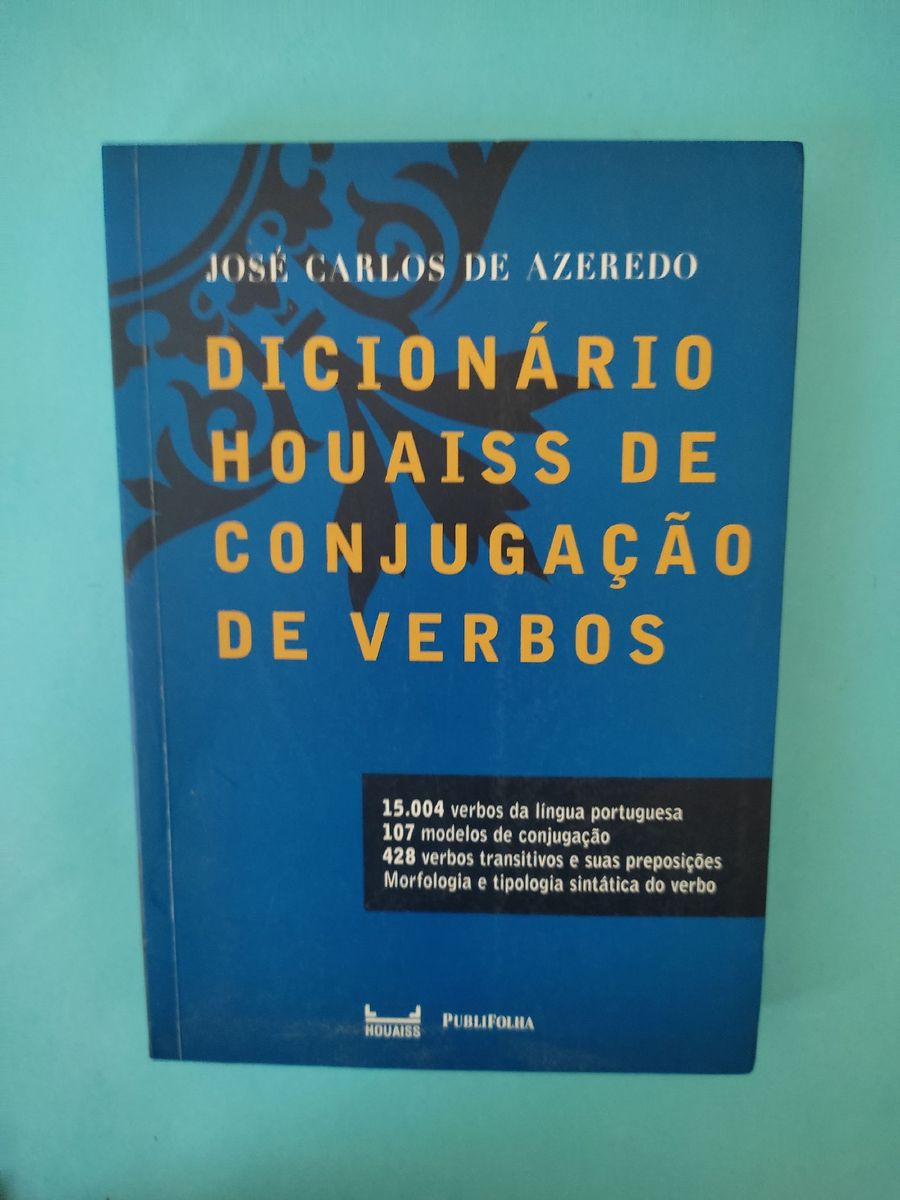 JOSÉ CARLOS DE AZEREDO
DICIONÁRIO
HOUAISS DE
CONJUGAÇÃO
DE VERBOS
15.004 verbos da língua portuguesa
107 modelos de conjugação
428 verbos transitivos e suas preposições
Morfologia e tipologia sintática do verbo
HOUAISS PUBLIFOLHA